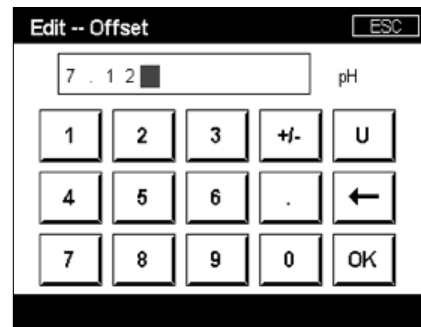 Edit -- Offset ESC
7 . 1 2 pH
1 2 3 +/- U
4 5 6 . ←
7 8 9 0 OK